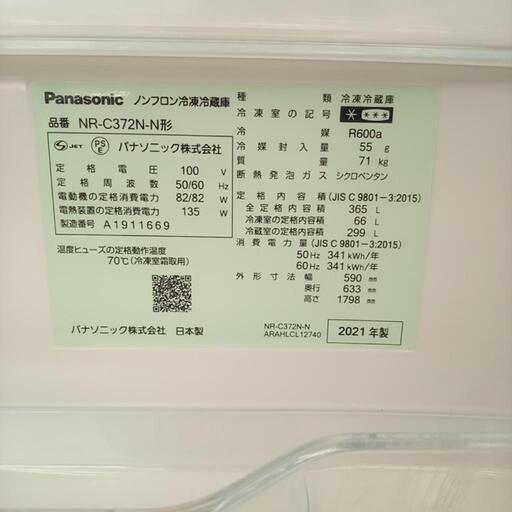 Panasonic ノンフロン冷凍冷蔵庫
品番 NR-C372N-N形
S JET PS E パナソニック株式会社
定格電圧 100 V
定格周波数 50/60 Hz
電動機の定格消費電力 82/82 W
電熱装置の定格消費電力 135 W
製造番号 A1911669
温度ヒューズの定格動作温度
70℃(冷凍室霜取用)
パナソニック株式会社 日本製
種類 冷凍冷蔵庫
冷凍室の記号
冷媒 R600a
冷媒封入量 55 g
質量 71 kg
断熱発泡ガス シクロペンタン
定格内容積 (JIS C 9801-3:2015)
全定格内容積 365 L
冷凍室の定格内容積 66 L
冷蔵室の定格内容積 299 L
消費電力量 (JIS C 9801-3:2015)
50Hz 341 kWh/年
60Hz 341 kWh/年
外形寸法 幅 590 mm
奥行 633 mm
高さ 1798 mm
NR-C372N-N
ARAHLCL12740
2021年製